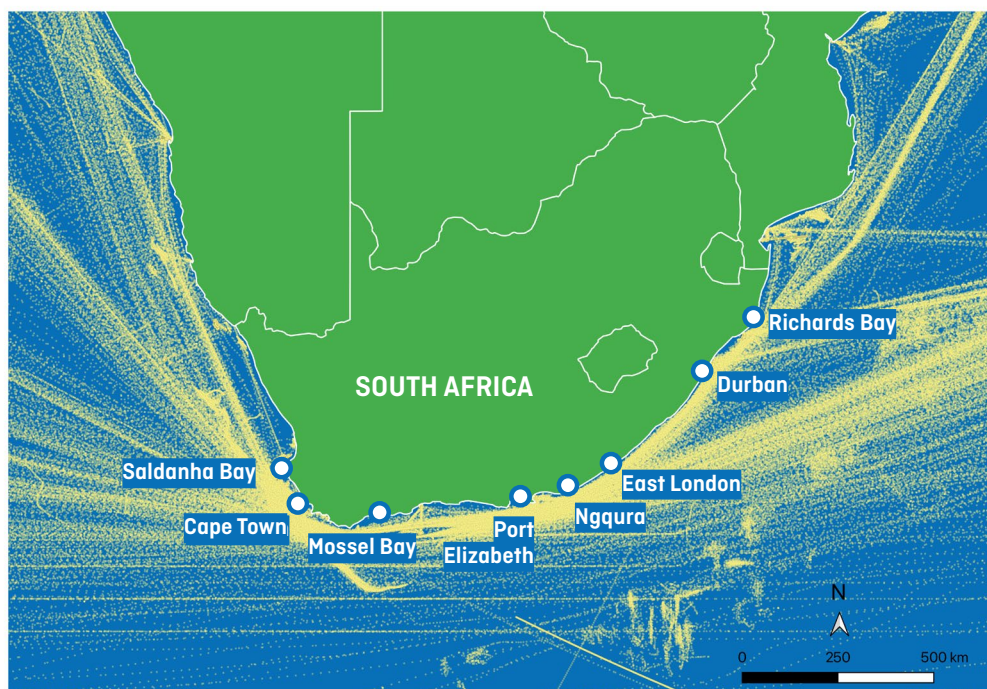 Richards Bay
SOUTH AFRICA
Durban
Saldanha Bay
East London
Cape Town
Ngqura
Mossel Bay
Port
Elizabeth
N
0 250 500 km